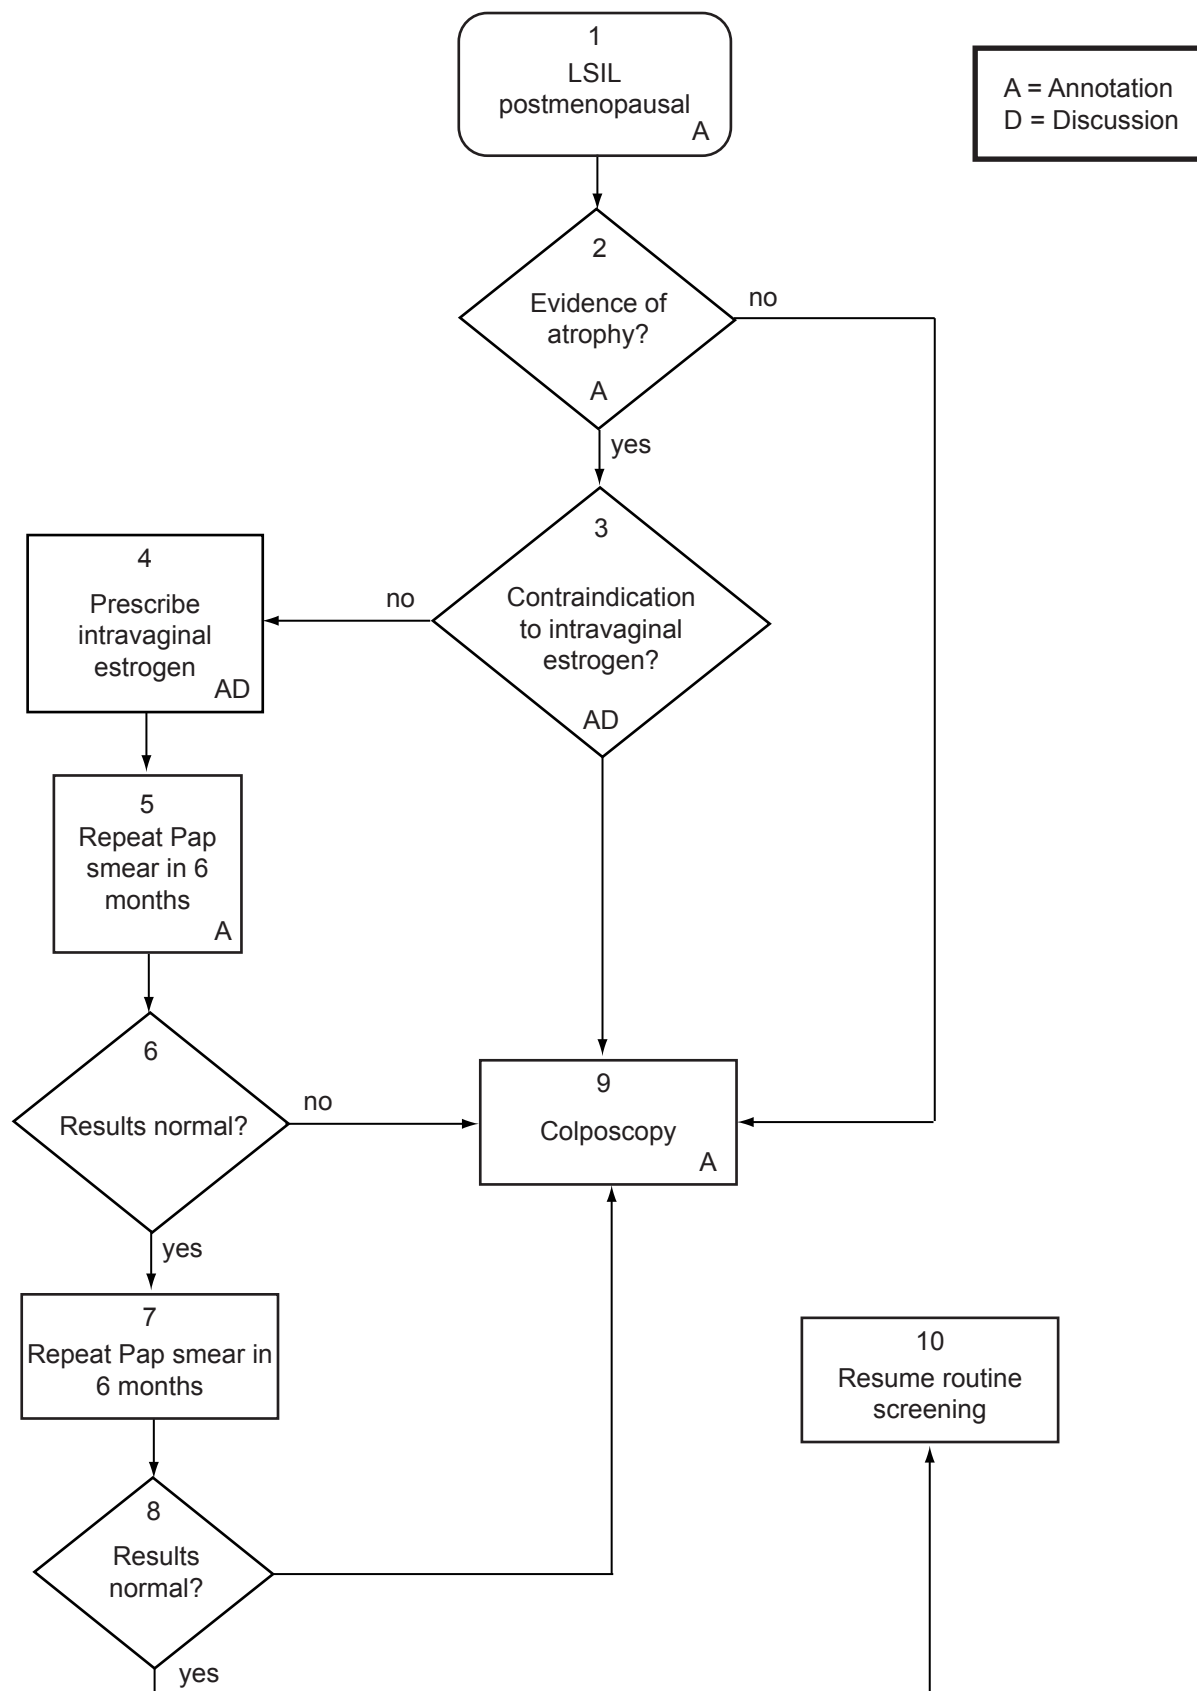 1
LSIL
postmenopausal
A
A = Annotation
D = Discussion
2
Evidence of
atrophy?
A
no
yes
3
Contraindication
to intravaginal
estrogen?
AD
no
4
Prescribe
intravaginal
estrogen
AD
5
Repeat Pap
smear in 6
months
A
6
Results normal?
no
yes
9
Colposcopy
A
7
Repeat Pap smear in
6 months
10
Resume routine
screening
8
Results
normal?
yes